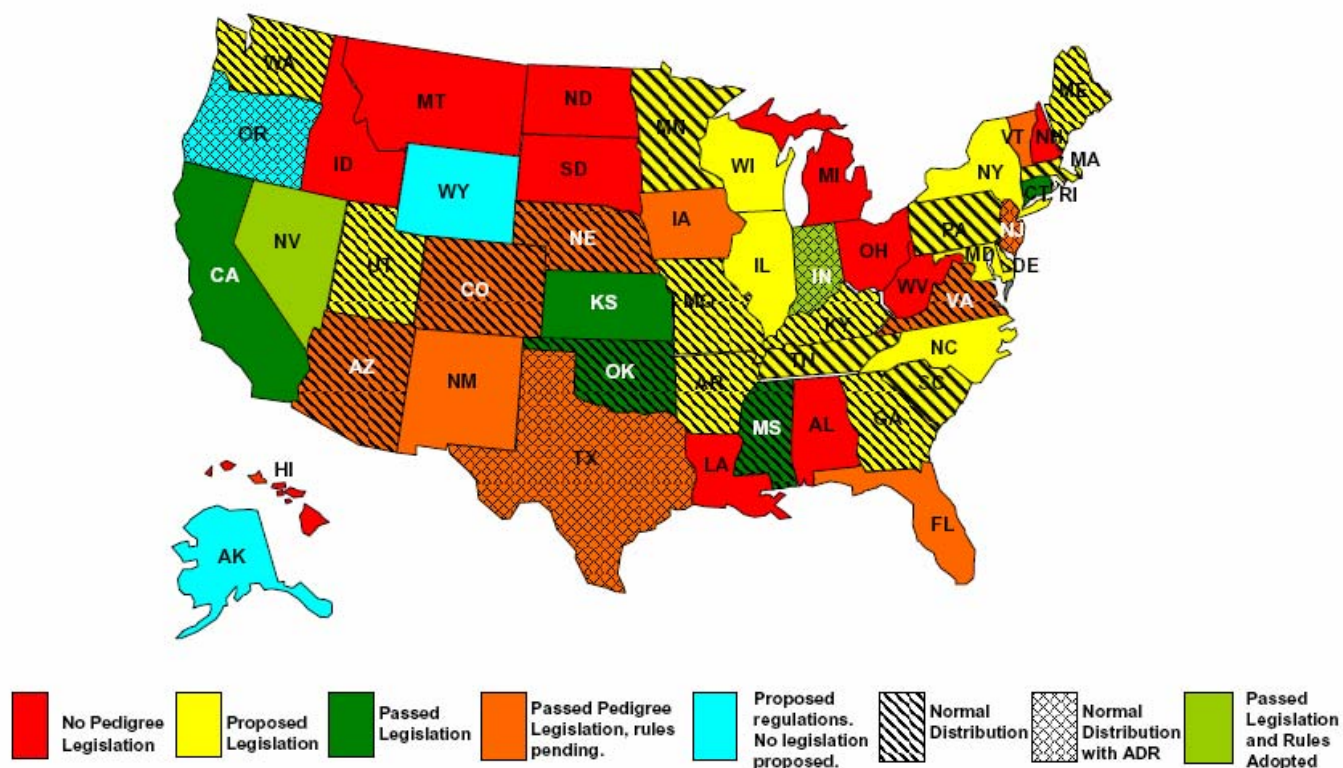 WA
ME
MT
ND
MN
OR
VT
NH
MA
ID
SD
WI
NY
WY
MI
CT
RI
IA
PA
NJ
NE
NV
OH
MD
DE
UT
IL
IN
CA
CO
WV
VA
KS
MO
KY
NC
AZ
TN
NM
OK
AR
SC
GA
MS
AL
TX
LA
HI
FL
AK
No Pedigree
Legislation
Proposed
Legislation
Passed
Legislation
Passed Pedigree
Legislation, rules
pending.
Proposed
regulations.
No legislation
proposed.
Normal
Distribution
Normal
Distribution
with ADR
Passed
Legislation
and Rules
Adopted